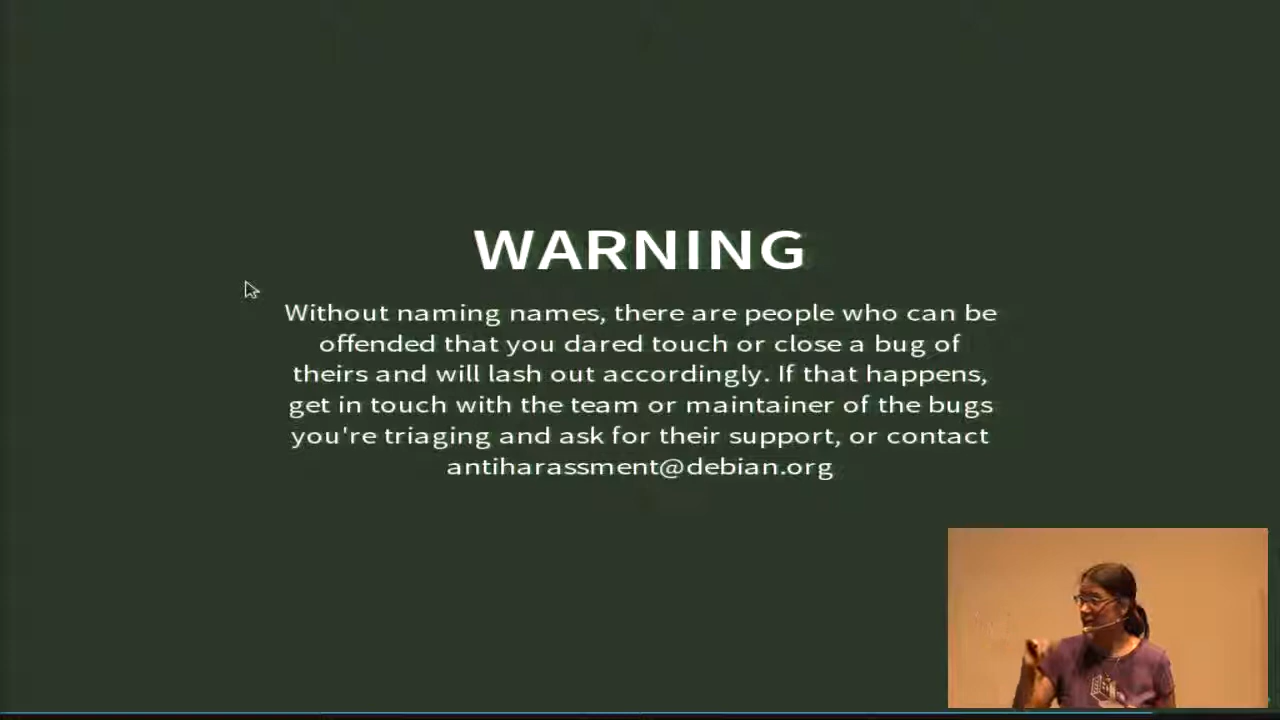 WARNING
Without naming names, there are people who can be
offended that you dared touch or close a bug of
theirs and will lash out accordingly. If that happens,
get in touch with the team or maintainer of the bugs
you're triaging and ask for their support, or contact
antiharassment@debian.org